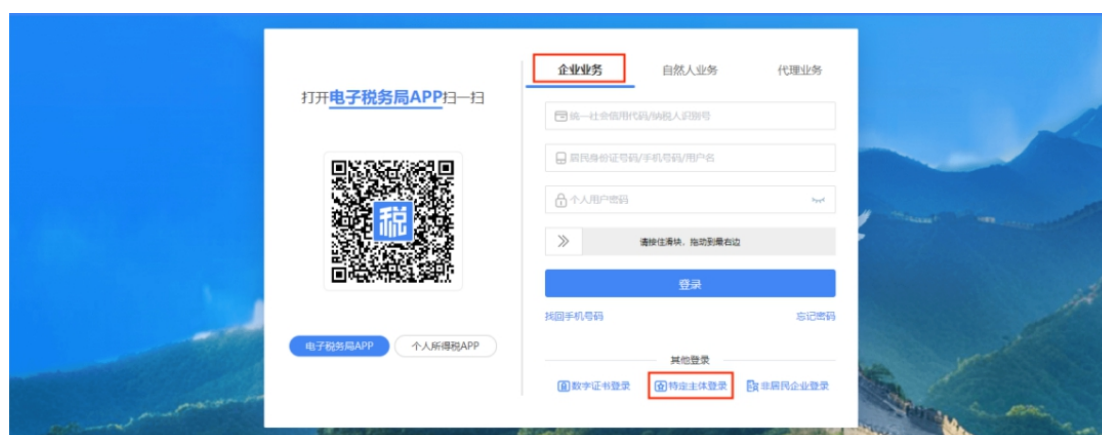 打开电子税务局APP扫一扫
税
电子税务局APP
个人所得税APP
企业业务
自然人业务
代理业务
统一社会信用代码/纳税人识别号
居民身份证号码/手机号码/用户名
个人用户密码
请按住滑块，拖动到最右边
登录
找回手机号码
忘记密码
其他登录
数字证书登录
特定主体登录
非居民企业登录